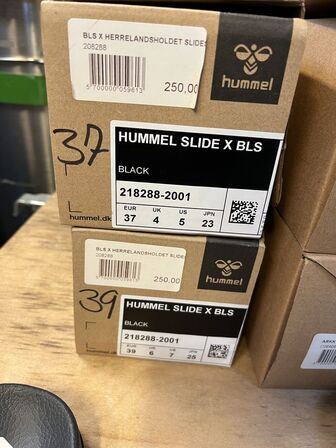 BLS X HERRELANDSHOLDET SLIDES
208288
5700000059613
250,00
hummel
37
HUMMEL SLIDE X BLS
BLACK
218288-2001
EUR UK US JPN
37 4 5 23
hummel.dk
BLS X HERRELANDSHOLDET SLIDES
208288
250,00
hummel
39
HUMMEL SLIDE X BLS
BLACK
218288-2001
EUR UK US JPN
39 6 7 25
hummel.